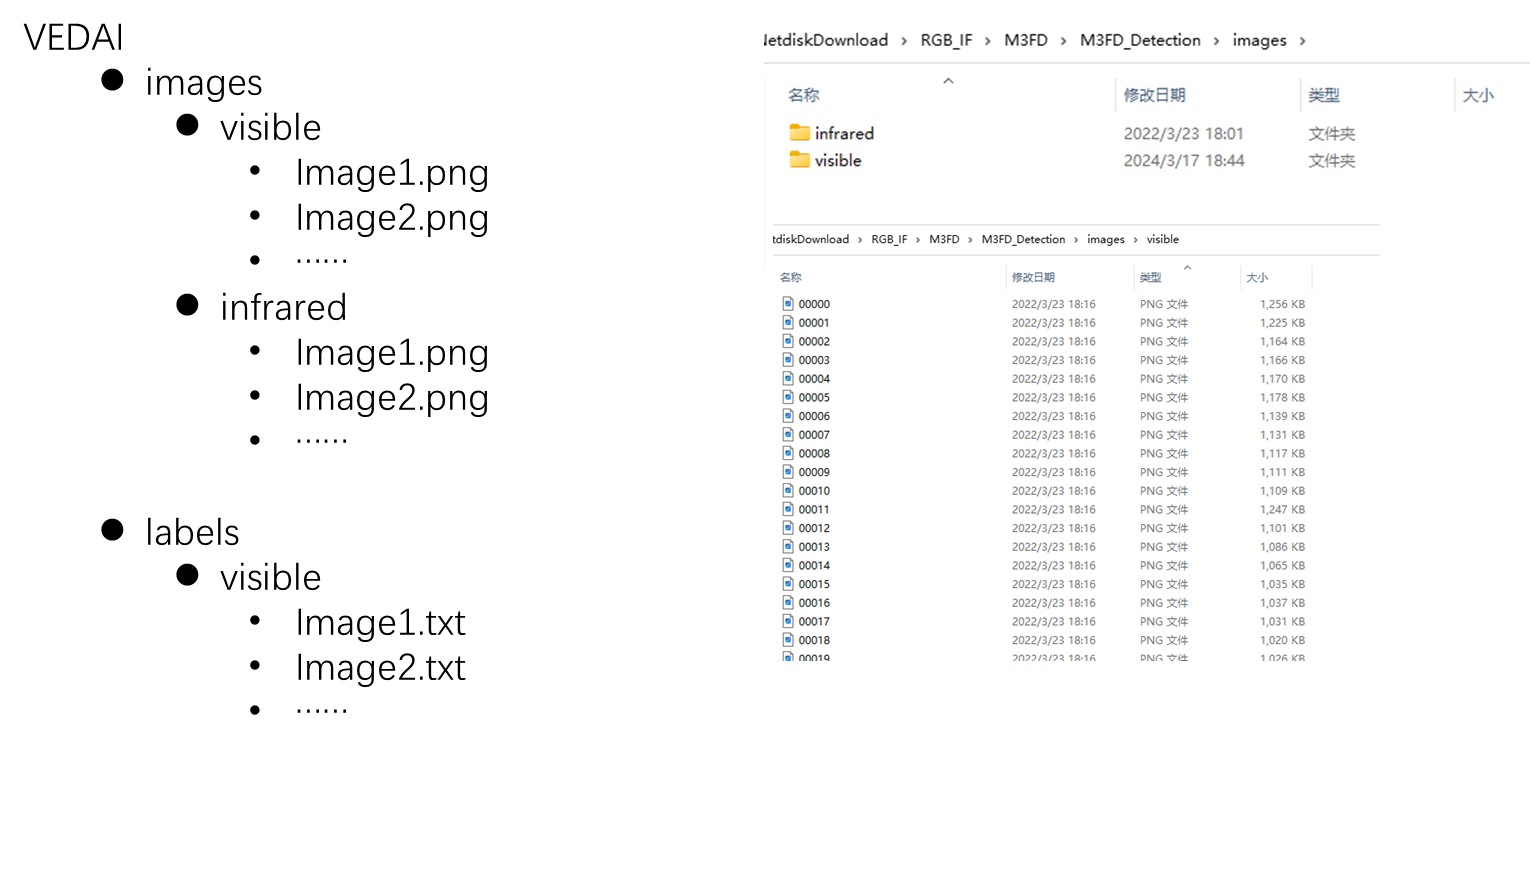 VEDAI
images
visible
Image1.png
Image2.png
······
infrared
Image1.png
Image2.png
······
labels
visible
Image1.txt
Image2.txt
······
NetdiskDownload › RGB_IF › M3FD › M3FD_Detection › images ›
名称 修改日期 类型 大小
infrared 2022/3/23 18:01 文件夹
visible 2024/3/17 18:44 文件夹
tdiskDownload › RGB_IF › M3FD › M3FD_Detection › images › visible
名称 修改日期 类型 大小
00000 2022/3/23 18:16 PNG 文件 1,256 KB
00001 2022/3/23 18:16 PNG 文件 1,225 KB
00002 2022/3/23 18:16 PNG 文件 1,164 KB
00003 2022/3/23 18:16 PNG 文件 1,166 KB
00004 2022/3/23 18:16 PNG 文件 1,170 KB
00005 2022/3/23 18:16 PNG 文件 1,178 KB
00006 2022/3/23 18:16 PNG 文件 1,139 KB
00007 2022/3/23 18:16 PNG 文件 1,131 KB
00008 2022/3/23 18:16 PNG 文件 1,117 KB
00009 2022/3/23 18:16 PNG 文件 1,111 KB
00010 2022/3/23 18:16 PNG 文件 1,109 KB
00011 2022/3/23 18:16 PNG 文件 1,247 KB
00012 2022/3/23 18:16 PNG 文件 1,101 KB
00013 2022/3/23 18:16 PNG 文件 1,086 KB
00014 2022/3/23 18:16 PNG 文件 1,065 KB
00015 2022/3/23 18:16 PNG 文件 1,035 KB
00016 2022/3/23 18:16 PNG 文件 1,037 KB
00017 2022/3/23 18:16 PNG 文件 1,031 KB
00018 2022/3/23 18:16 PNG 文件 1,020 KB
00019 2022/3/23 18:16 PNG 文件 1,026 KB